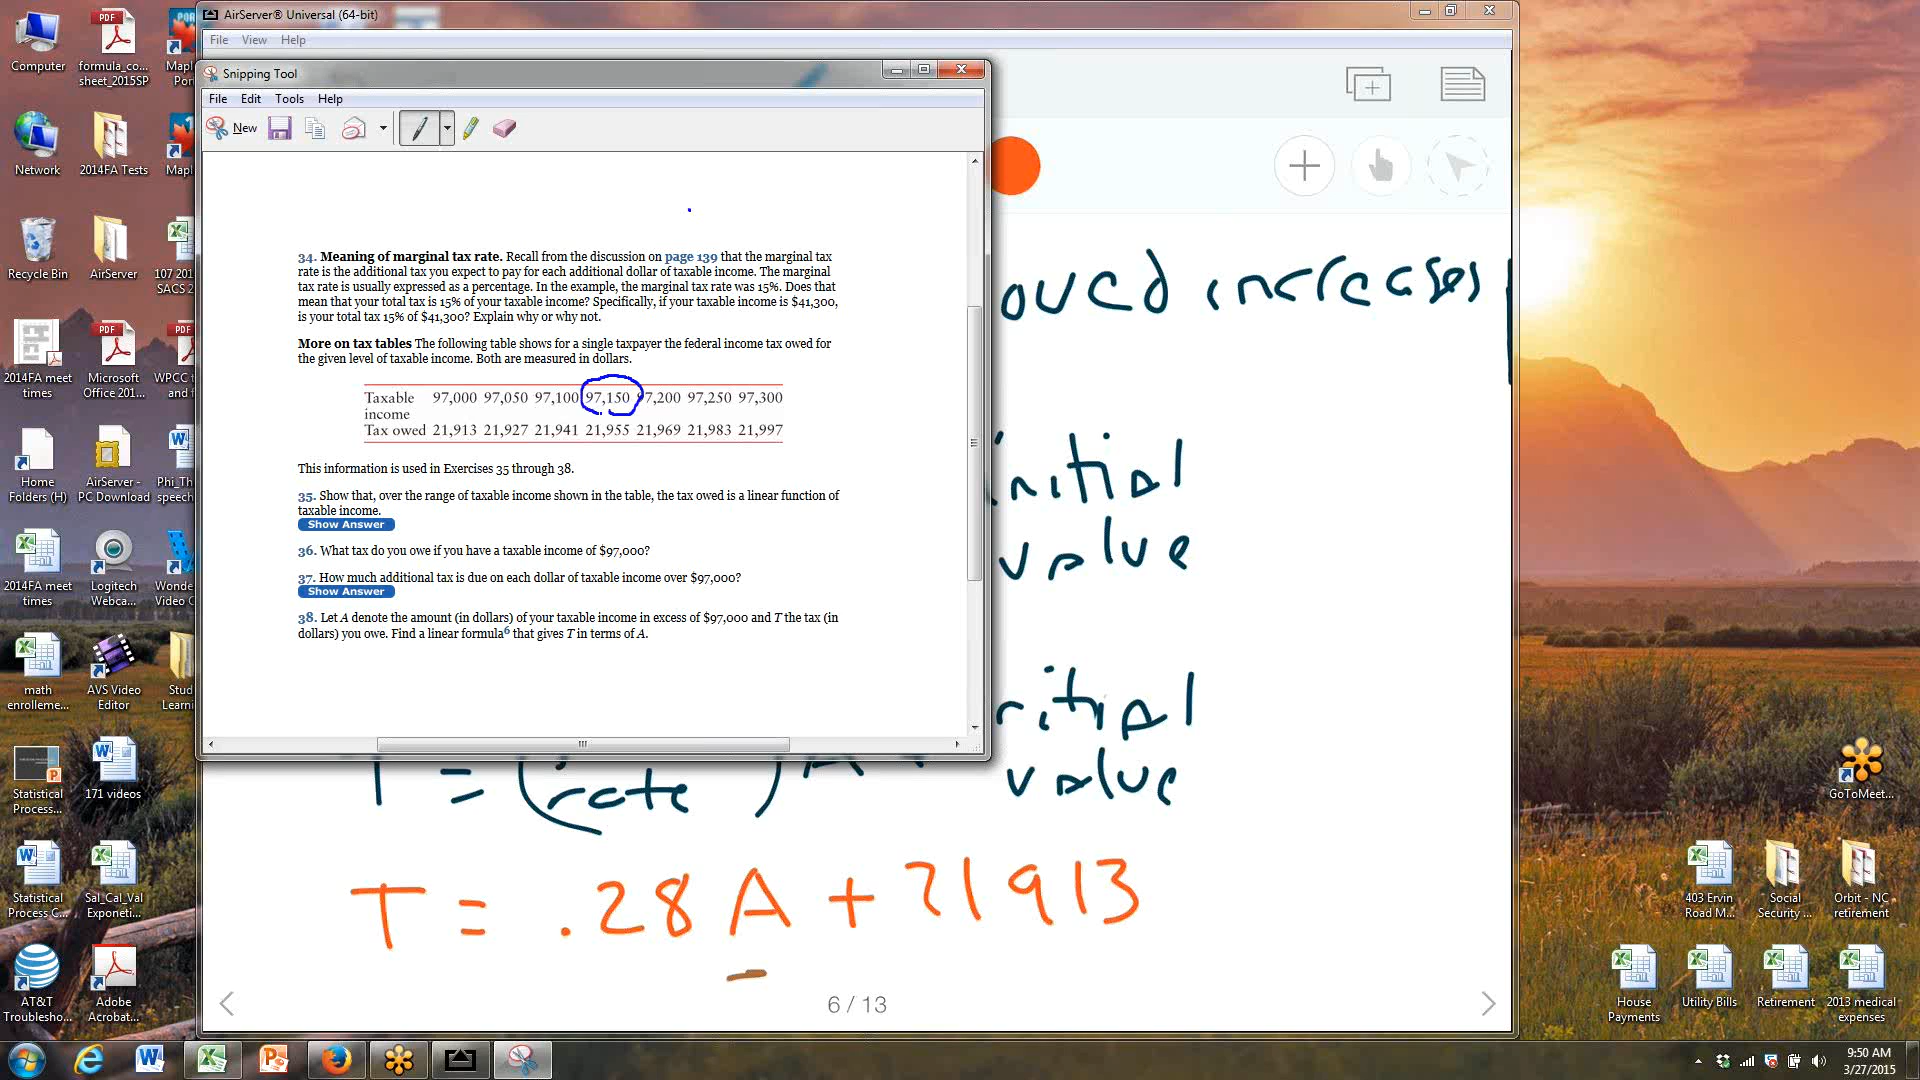 AirServer® Universal (64-bit)
File View Help
Snipping Tool
File Edit Tools Help
New
34. Meaning of marginal tax rate. Recall from the discussion on page 139 that the marginal tax
rate is the additional tax you expect to pay for each additional dollar of taxable income. The marginal
tax rate is usually expressed as a percentage. In the example, the marginal tax rate was 15%. Does that
mean that your total tax is 15% of your taxable income? Specifically, if your taxable income is $41,300,
is your total tax 15% of $41,300? Explain why or why not.
More on tax tables The following table shows for a single taxpayer the federal income tax owed for
the given level of taxable income. Both are measured in dollars.
Taxable 97,000 97,050 97,100 97,150 97,200 97,250 97,300
income
Tax owed 21,913 21,927 21,941 21,955 21,969 21,983 21,997
This information is used in Exercises 35 through 38.
35. Show that, over the range of taxable income shown in the table, the tax owed is a linear function of
taxable income.
Show Answer
36. What tax do you owe if you have a taxable income of $97,000?
37. How much additional tax is due on each dollar of taxable income over $97,000?
Show Answer
38. Let A denote the amount (in dollars) of your taxable income in excess of $97,000 and T the tax (in
dollars) you owe. Find a linear formula6 that gives T in terms of A.
owed increases
initial
value
initial
value
T = (rate) A +
T = .28 A + 21913
6 / 13
Computer
formula_co...
sheet_2015SP
Network
2014FA Tests
Recycle Bin
AirServer
107 201
SACS 2
2014FA meet
times
Microsoft
Office 201...
WPCC t
and f
Home
Folders (H)
AirServer -
PC Download
Phi_Th
speech
2014FA meet
times
Logitech
Webca...
Wonde
Video C
math
enrolleme...
AVS Video
Editor
Stud
Learni
Statistical
Process...
171 videos
Statistical
Process C...
Sal_Cal_Val
Exponeti...
AT&T
Troublesho...
Adobe
Acrobat...
GoToMeet...
403 Ervin
Road M...
Social
Security ...
Orbit - NC
retirement
House
Payments
Utility Bills
Retirement
2013 medical
expenses
9:50 AM
3/27/2015